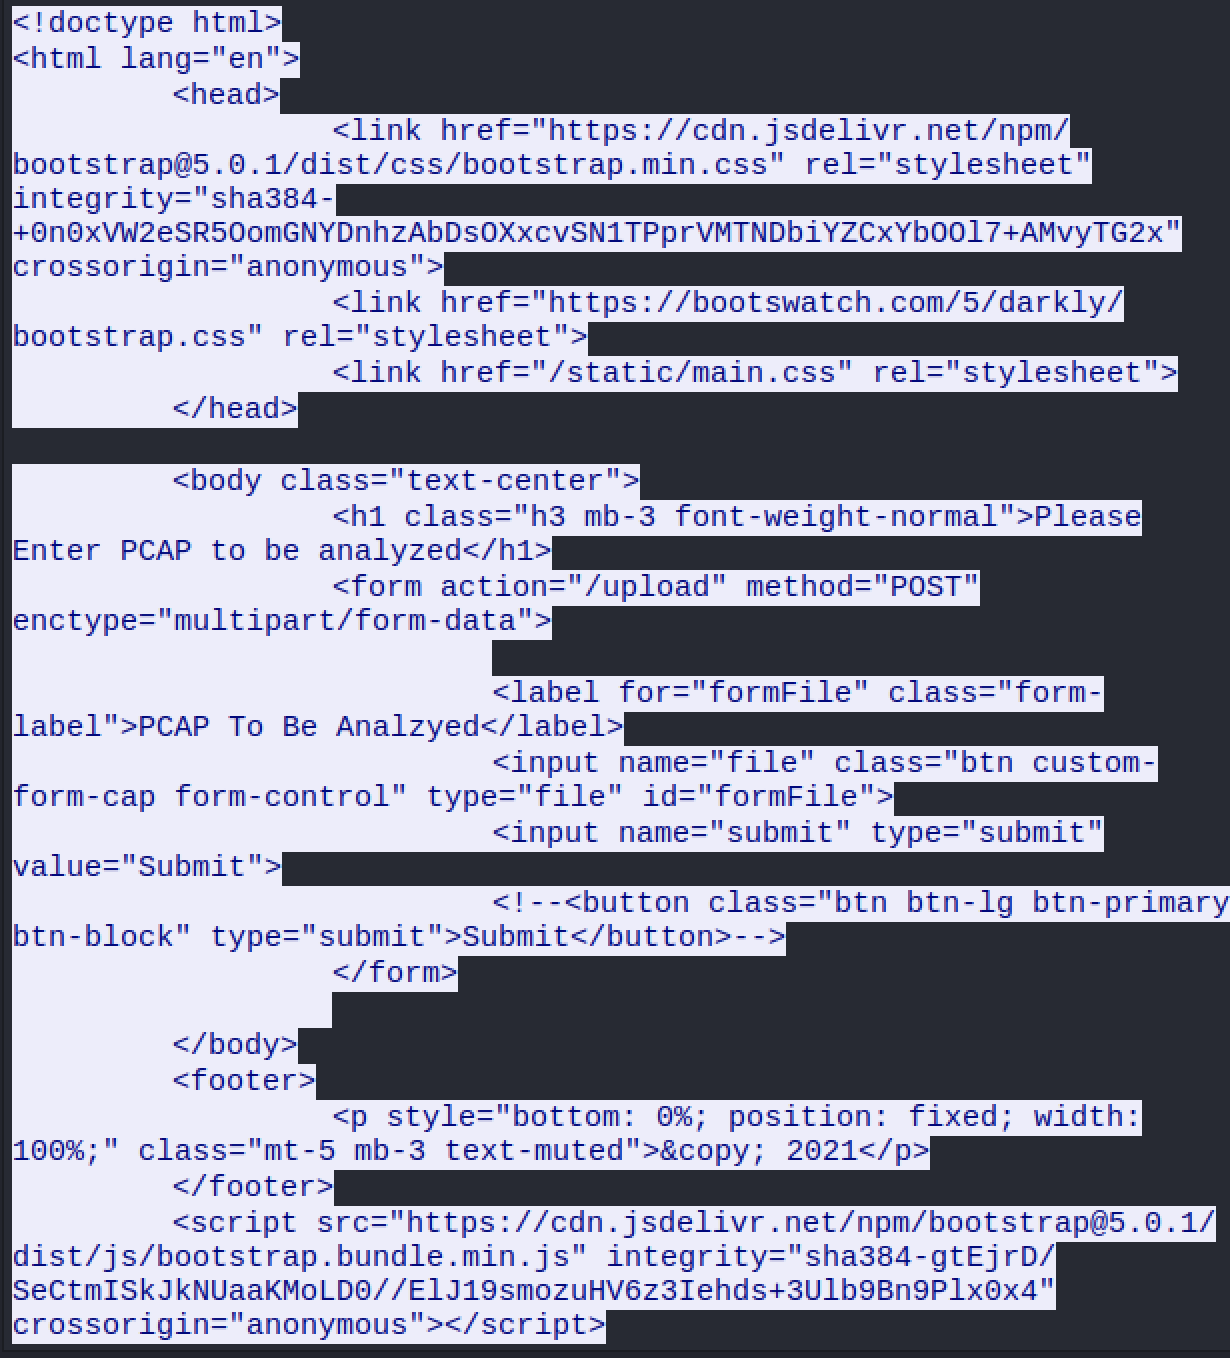 <!doctype html>
<html lang="en">
<head>
<link href="https://cdn.jsdelivr.net/npm/
bootstrap@5.0.1/dist/css/bootstrap.min.css" rel="stylesheet"
integrity="sha384-
+0n0xVW2eSR5OomGNYDnhzAbDsOXxcvSN1TPprVMTNDbiYZCxYbOOl7+AMvyTG2x"
crossorigin="anonymous">
<link href="https://bootswatch.com/5/darkly/
bootstrap.css" rel="stylesheet">
<link href="/static/main.css" rel="stylesheet">
</head>
<body class="text-center">
<h1 class="h3 mb-3 font-weight-normal">Please
Enter PCAP to be analyzed</h1>
<form action="/upload" method="POST"
enctype="multipart/form-data">
<label for="formFile" class="form-
label">PCAP To Be Analzyed</label>
<input name="file" class="btn custom-
form-cap form-control" type="file" id="formFile">
<input name="submit" type="submit"
value="Submit">
<!--<button class="btn btn-lg btn-primary
btn-block" type="submit">Submit</button>-->
</form>
</body>
<footer>
<p style="bottom: 0%; position: fixed; width:
100%;" class="mt-5 mb-3 text-muted">&copy; 2021</p>
</footer>
<script src="https://cdn.jsdelivr.net/npm/bootstrap@5.0.1/
dist/js/bootstrap.bundle.min.js" integrity="sha384-gtEjrD/
SeCtmISkJkNUaaKMoLD0//ElJ19smozuHV6z3Iehds+3Ulb9Bn9Plx0x4"
crossorigin="anonymous"></script>